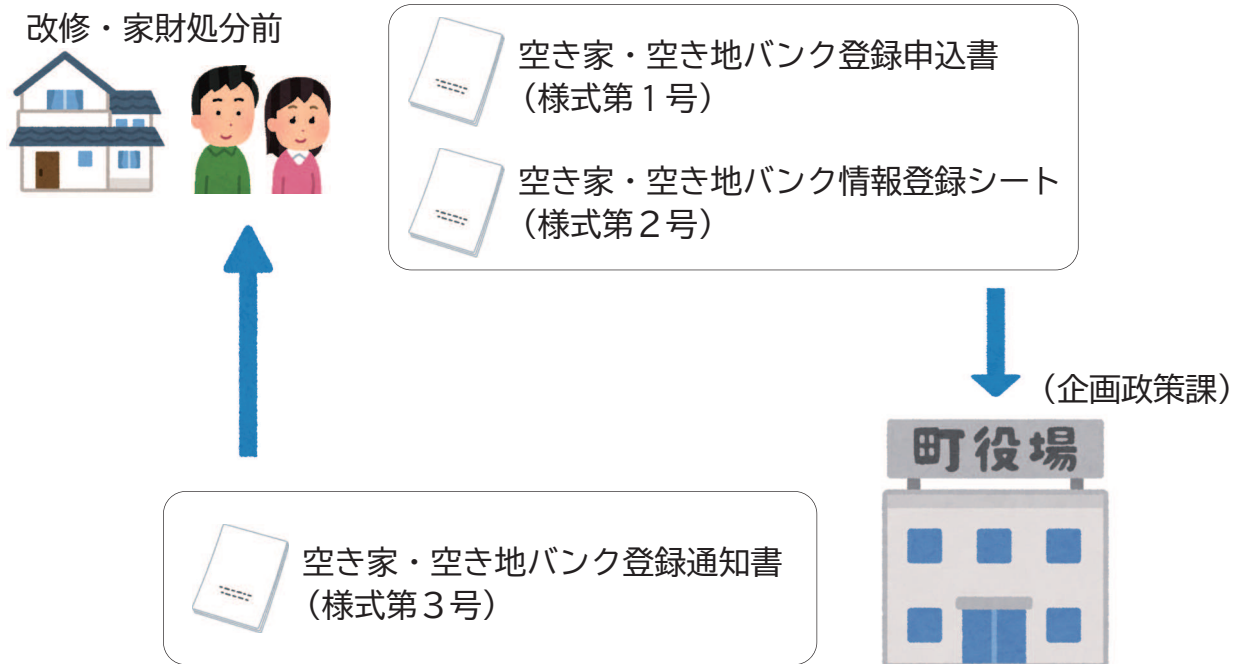 改修・家財処分前
空き家・空き地バンク登録申込書
（様式第１号）
空き家・空き地バンク情報登録シート
（様式第２号）
（企画政策課）
町役場
空き家・空き地バンク登録通知書
（様式第３号）